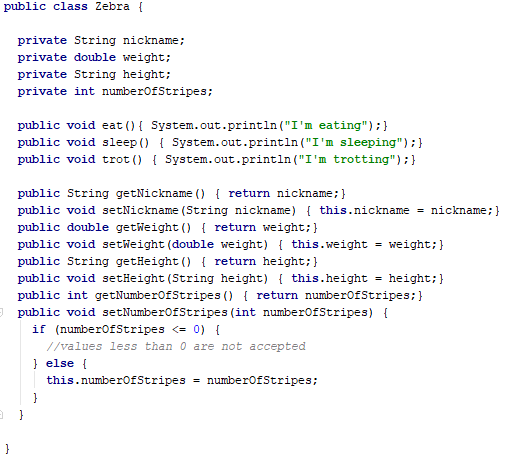 public class Zebra {
private String nickname;
private double weight;
private String height;
private int numberOfStripes;
public void eat(){ System.out.println("I'm eating");}
public void sleep() { System.out.println("I'm sleeping");}
public void trot() { System.out.println("I'm trotting");}
public String getNickname() { return nickname;}
public void setNickname(String nickname) { this.nickname = nickname;}
public double getWeight() { return weight;}
public void setWeight(double weight) { this.weight = weight;}
public String getHeight() { return height;}
public void setHeight(String height) { this.height = height;}
public int getNumberOfStripes() { return numberOfStripes;}
public void setNumberOfStripes(int numberOfStripes) {
if (numberOfStripes <= 0) {
//values less than 0 are not accepted
} else {
this.numberOfStripes = numberOfStripes;
}
}
}